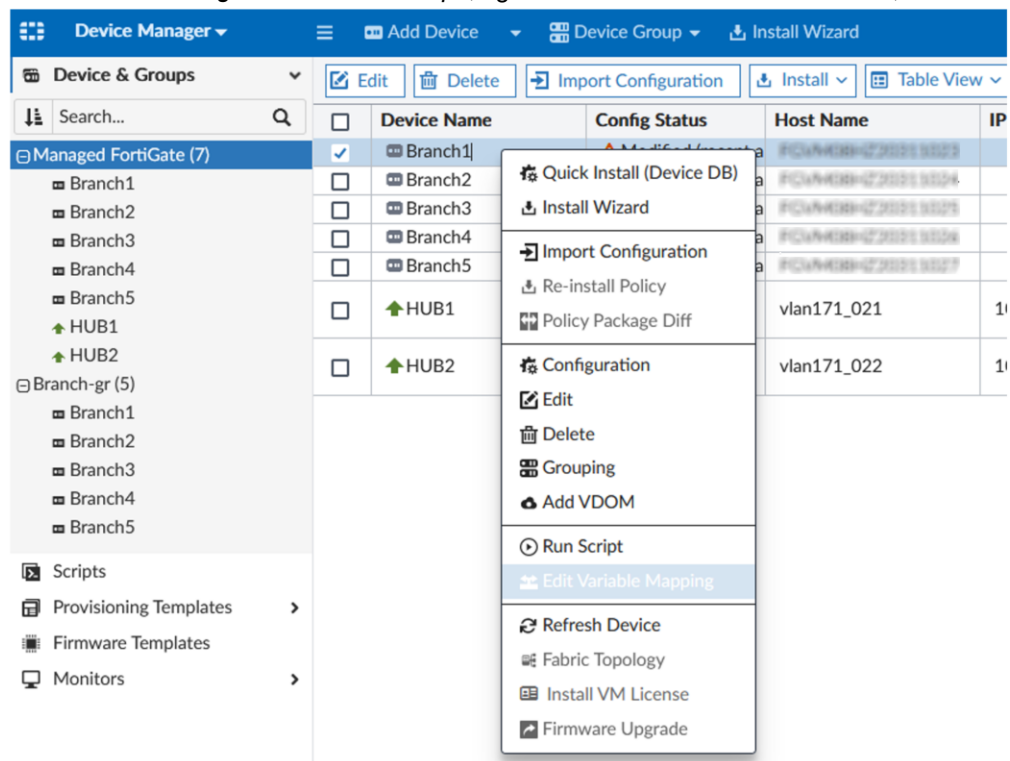 Device Manager
Add Device
Device Group
Install Wizard
Device & Groups
Edit
Delete
Import Configuration
Install
Table View
Search...
Device Name
Config Status
Host Name
IP
Managed FortiGate (7)
Branch1
Branch2
Branch3
Branch4
Branch5
HUB1
HUB2
Branch-gr (5)
Branch1
Branch2
Branch3
Branch4
Branch5
Scripts
Provisioning Templates
Firmware Templates
Monitors
Branch1
Branch2
Branch3
Branch4
Branch5
HUB1
vlan171_021
HUB2
vlan171_022
Quick Install (Device DB)
Install Wizard
Import Configuration
Re-install Policy
Policy Package Diff
Configuration
Edit
Delete
Grouping
Add VDOM
Run Script
Edit Variable Mapping
Refresh Device
Fabric Topology
Install VM License
Firmware Upgrade